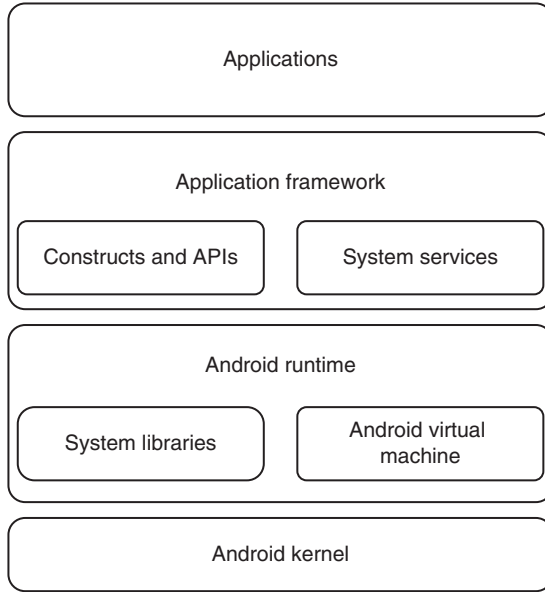 Applications
Application framework
Constructs and APIs
System services
Android runtime
System libraries
Android virtual
machine
Android kernel